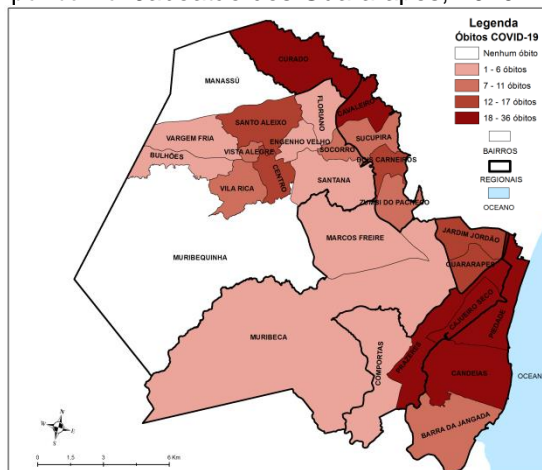 Legenda
Óbitos COVID-19
Nenhum óbito
1 - 6 óbitos
7 - 11 óbitos
12 - 17 óbitos
18 - 36 óbitos
BAIRROS
REGIONAIS
OCEANO
CURADO
MANASSÚ
FLORIANO
CAVALEIRO
SANTO ALEIXO
SUCUPIRA
VARGEM FRIA
ENGENHO VELHO
SOCORRO
VISTA ALEGRE
DOIS CARNEIROS
BULHÕES
CENTRO
SANTANA
VILA RICA
ZUMBI DO PACHECO
MARCOS FREIRE
JARDIM JORDÃO
MURIBEQUINHA
GUARARAPES
CAJUEIRO SECO
PIEDADE
MURIBECA
COMPORTAS
PRAZERES
CANDEIAS
OCEAN
BARRA DA JANGADA
N
W
E
S
0 1,5 3 6 Km